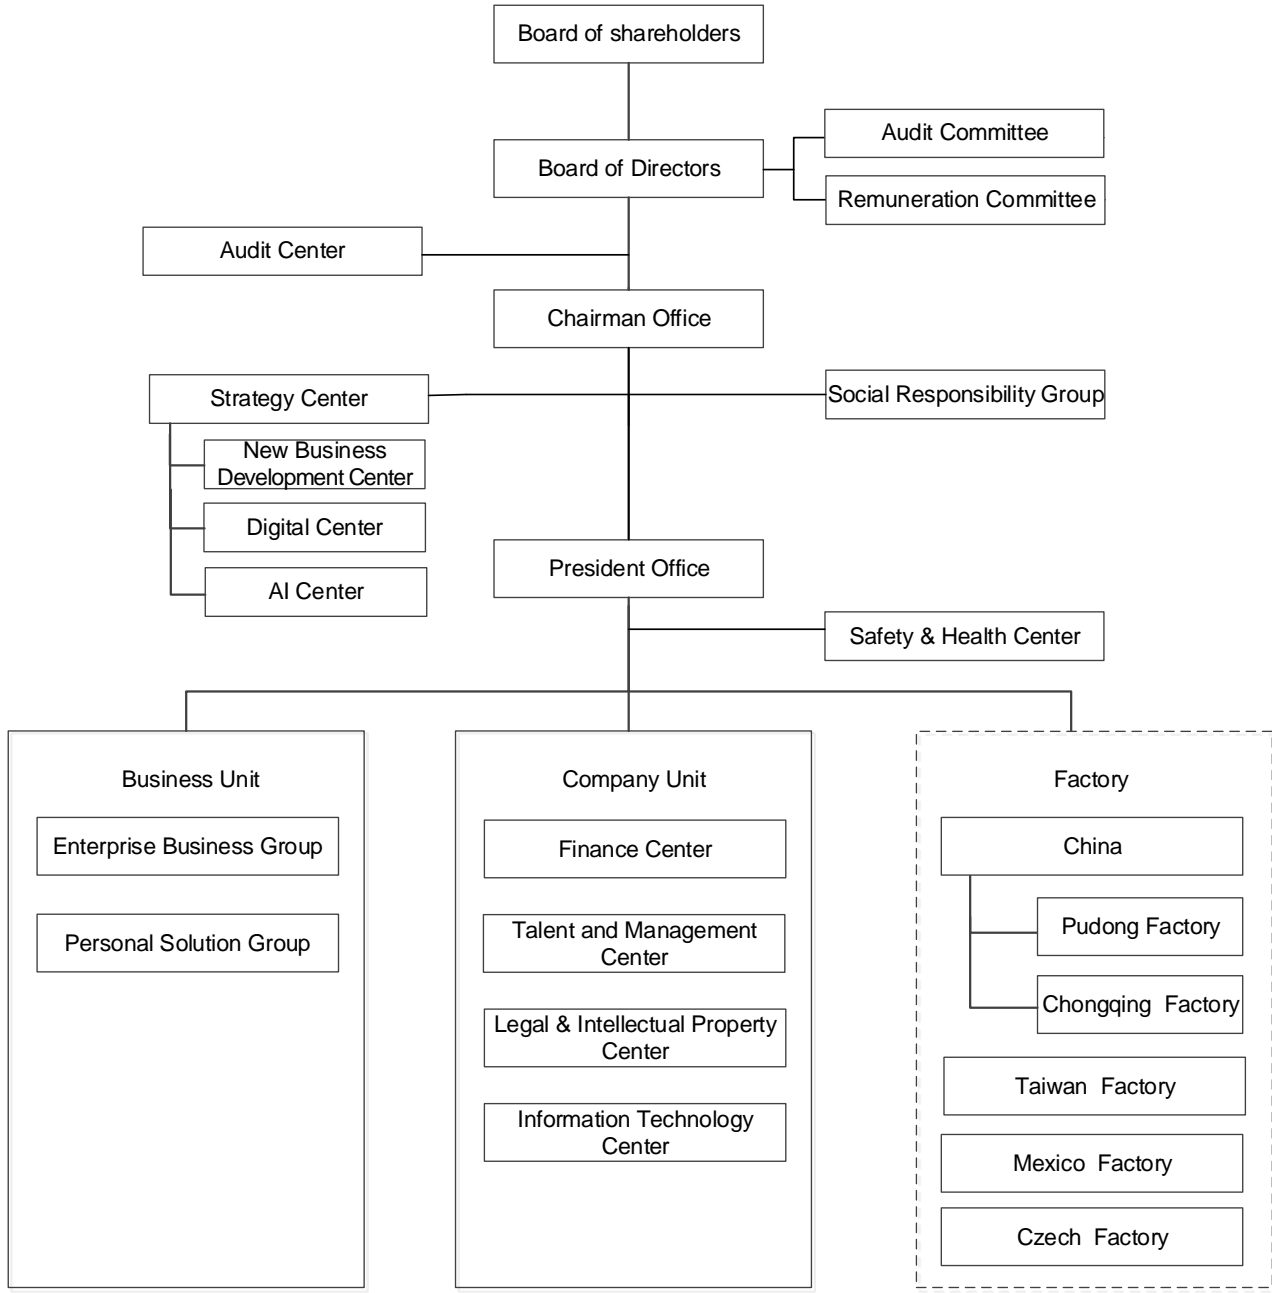 Board of shareholders
Board of Directors
Audit Committee
Remuneration Committee
Audit Center
Chairman Office
Strategy Center
Social Responsibility Group
New Business
Development Center
Digital Center
AI Center
President Office
Safety & Health Center
Business Unit
Enterprise Business Group
Personal Solution Group
Company Unit
Finance Center
Talent and Management
Center
Legal & Intellectual Property
Center
Information Technology
Center
Factory
China
Pudong Factory
Chongqing Factory
Taiwan Factory
Mexico Factory
Czech Factory